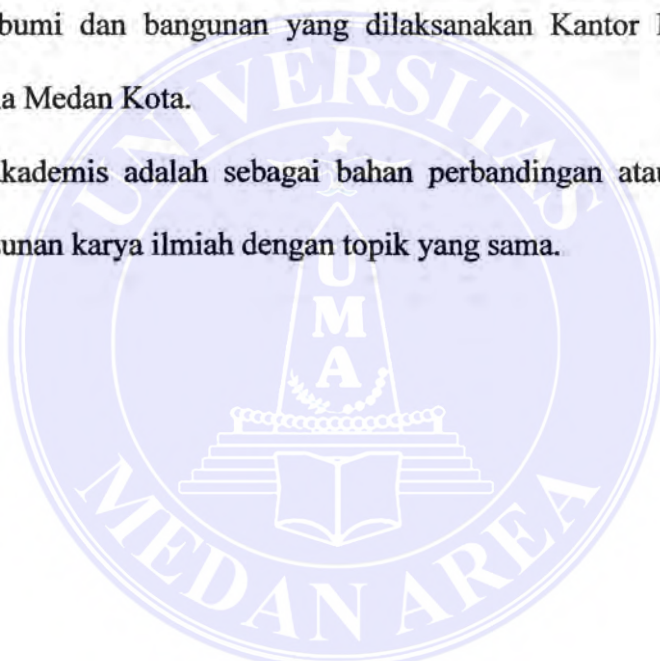 bumi dan bangunan yang dilaksanakan Kantor
a Medan Kota.
kademis adalah sebagai bahan perbandingan atau
unan karya ilmiah dengan topik yang sama.
UNIVERSITAS
U
M
A
MEDAN AREA